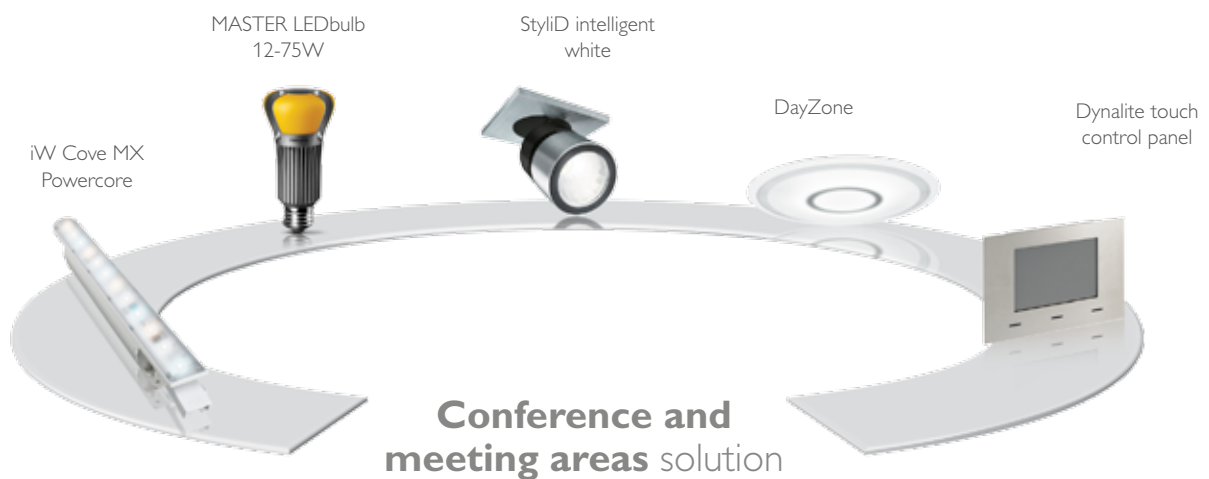 MASTER LEDbulb
12-75W
StyliD intelligent
white
DayZone
Dynalite touch
control panel
iW Cove MX
Powercore
Conference and
meeting areas solution